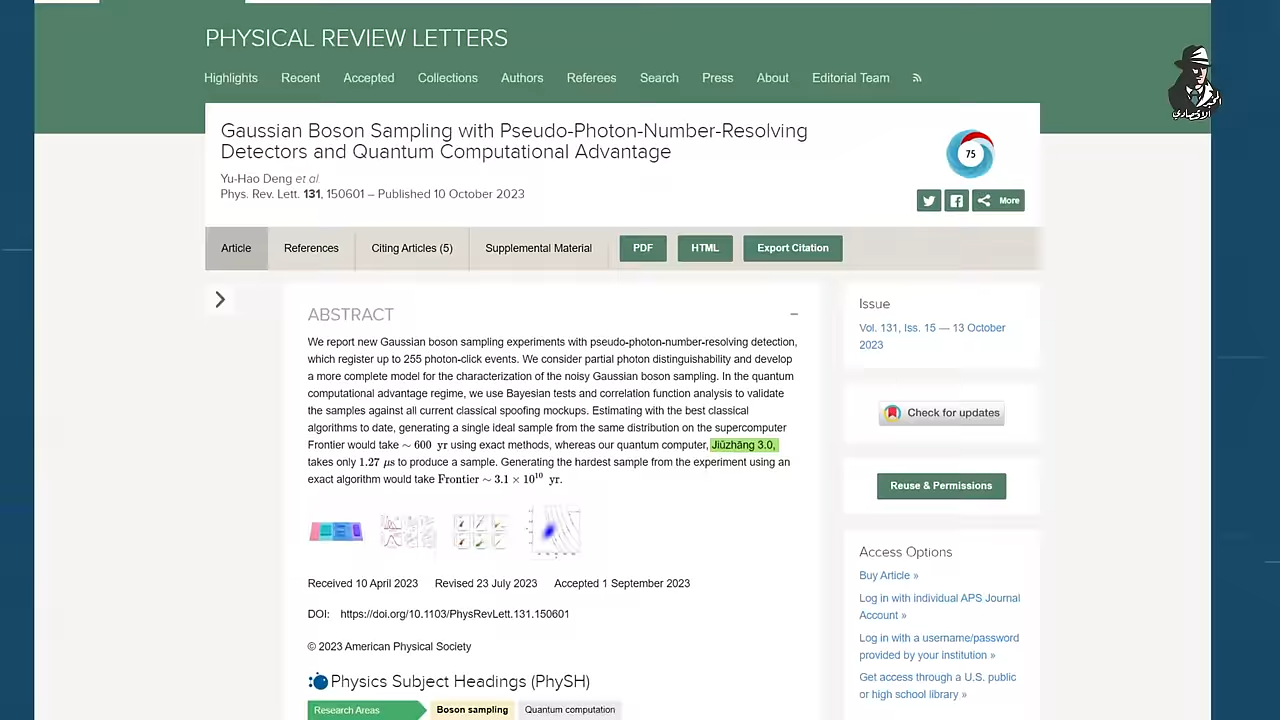 PHYSICAL REVIEW LETTERS
Highlights Recent Accepted Collections Authors Referees Search Press About Editorial Team
Gaussian Boson Sampling with Pseudo-Photon-Number-Resolving
Detectors and Quantum Computational Advantage
75
Yu-Hao Deng et al.
Phys. Rev. Lett. 131, 150601 – Published 10 October 2023
More
Article References Citing Articles (5) Supplemental Material PDF HTML Export Citation
ABSTRACT
We report new Gaussian boson sampling experiments with pseudo-photon-number-resolving detection,
which register up to 255 photon-click events. We consider partial photon distinguishability and develop
a more complete model for the characterization of the noisy Gaussian boson sampling. In the quantum
computational advantage regime, we use Bayesian tests and correlation function analysis to validate
the samples against all current classical spoofing mockups. Estimating with the best classical
algorithms to date, generating a single ideal sample from the same distribution on the supercomputer
Frontier would take ∼ 600 yr using exact methods, whereas our quantum computer, Jiǔzhāng 3.0,
takes only 1.27 μs to produce a sample. Generating the hardest sample from the experiment using an
exact algorithm would take Frontier ∼ 3.1 × 10¹⁰ yr.
Received 10 April 2023 Revised 23 July 2023 Accepted 1 September 2023
DOI: https://doi.org/10.1103/PhysRevLett.131.150601
© 2023 American Physical Society
Physics Subject Headings (PhySH)
Research Areas Boson sampling Quantum computation
Issue
Vol. 131, Iss. 15 — 13 October
2023
Check for updates
Reuse & Permissions
Access Options
Buy Article »
Log in with individual APS Journal
Account »
Log in with a username/password
provided by your institution »
Get access through a U.S. public
or high school library »